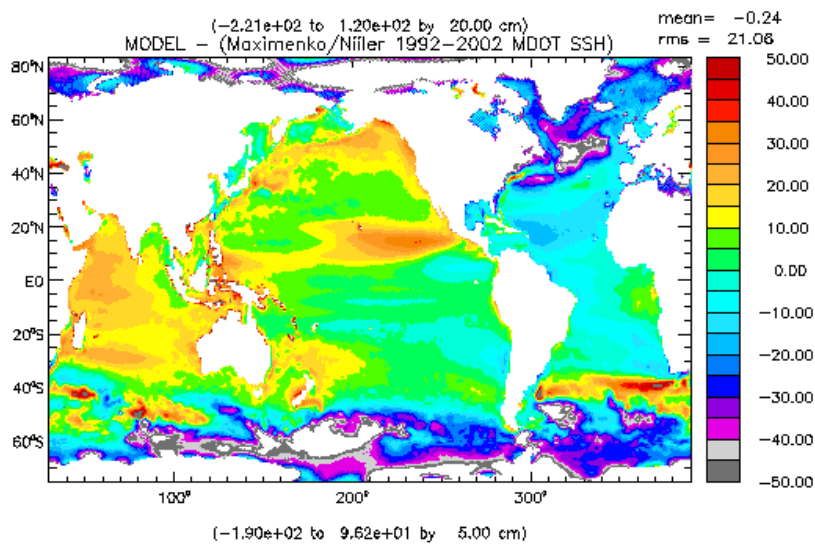 (-2.21e+02 to 1.20e+02 by 20.00 cm)
mean= -0.24
MODEL - (Maximenko/Niiler 1992-2002 MDOT SSH)
rms = 21.06
80°N
60°N
40°N
20°N
EQ
20°S
40°S
60°S
100°
200°
300°
50.00
40.00
30.00
20.00
10.00
0.00
-10.00
-20.00
-30.00
-40.00
-50.00
(-1.90e+02 to 9.62e+01 by 5.00 cm)